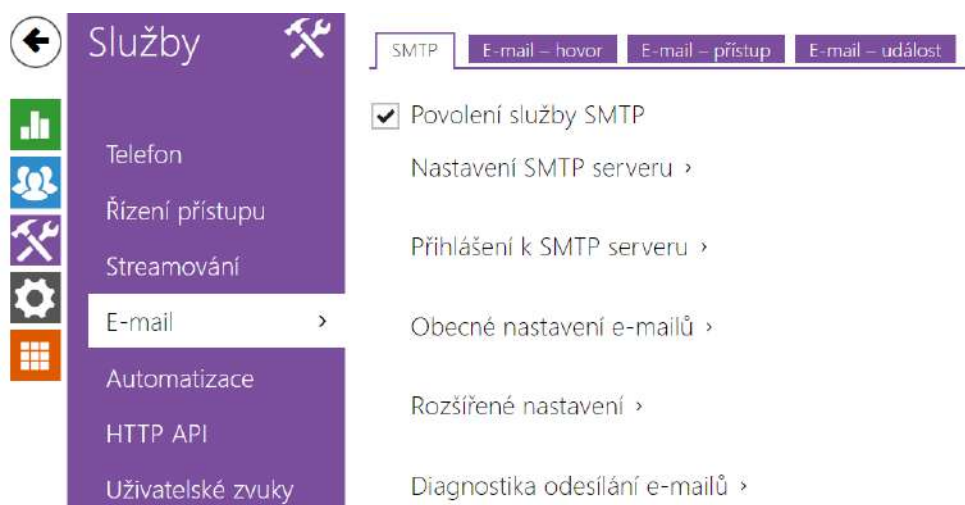 Služby
Telefon
Řízení přístupu
Streamování
E-mail ›
Automatizace
HTTP API
Uživatelské zvuky
SMTP E-mail – hovor E-mail – přístup E-mail – událost
Povolení služby SMTP
Nastavení SMTP serveru ›
Přihlášení k SMTP serveru ›
Obecné nastavení e-mailů ›
Rozšířené nastavení ›
Diagnostika odesílání e-mailů ›